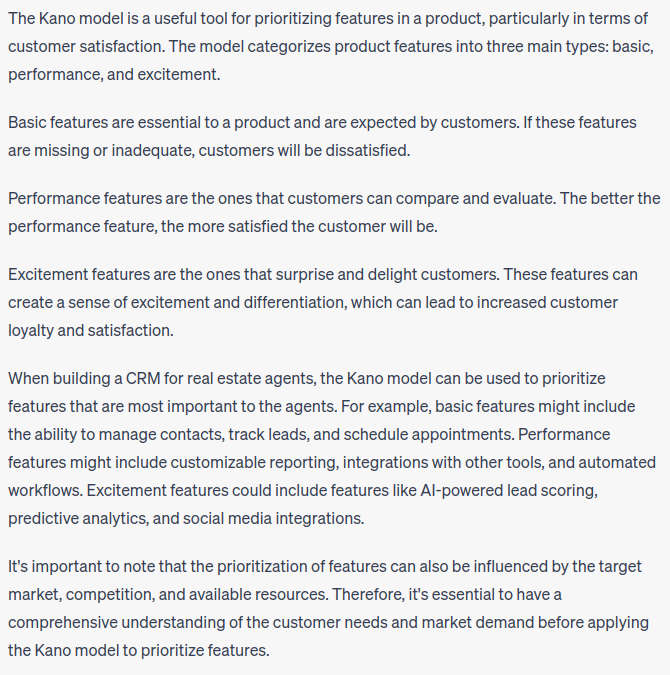 The Kano model is a useful tool for prioritizing features in a product, particularly in terms of
customer satisfaction. The model categorizes product features into three main types: basic,
performance, and excitement.
Basic features are essential to a product and are expected by customers. If these features
are missing or inadequate, customers will be dissatisfied.
Performance features are the ones that customers can compare and evaluate. The better the
performance feature, the more satisfied the customer will be.
Excitement features are the ones that surprise and delight customers. These features can
create a sense of excitement and differentiation, which can lead to increased customer
loyalty and satisfaction.
When building a CRM for real estate agents, the Kano model can be used to prioritize
features that are most important to the agents. For example, basic features might include
the ability to manage contacts, track leads, and schedule appointments. Performance
features might include customizable reporting, integrations with other tools, and automated
workflows. Excitement features could include features like AI-powered lead scoring,
predictive analytics, and social media integrations.
It's important to note that the prioritization of features can also be influenced by the target
market, competition, and available resources. Therefore, it's essential to have a
comprehensive understanding of the customer needs and market demand before applying
the Kano model to prioritize features.